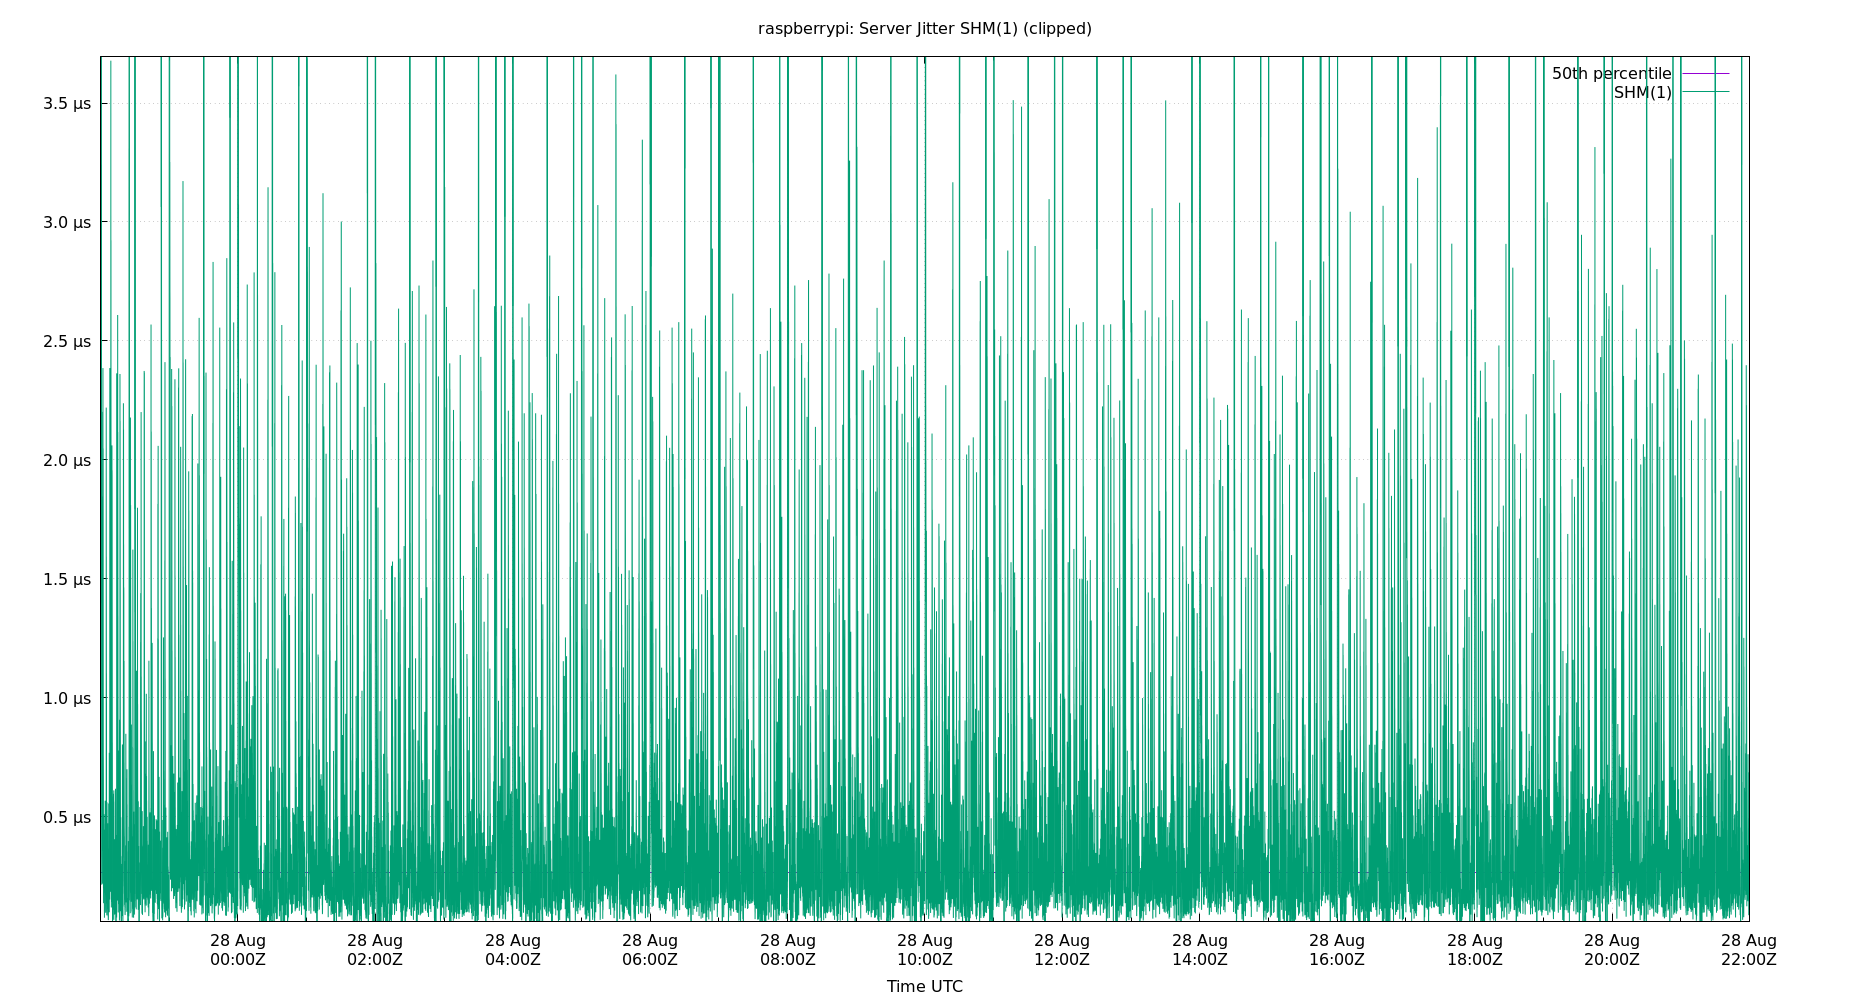 raspberrypi: Server Jitter SHM(1) (clipped)
50th percentile
SHM(1)
3.5 µs
3.0 µs
2.5 µs
2.0 µs
1.5 µs
1.0 µs
0.5 µs
28 Aug 28 Aug 28 Aug 28 Aug 28 Aug 28 Aug 28 Aug 28 Aug 28 Aug 28 Aug 28 Aug 28 Aug
00:00Z 02:00Z 04:00Z 06:00Z 08:00Z 10:00Z 12:00Z 14:00Z 16:00Z 18:00Z 20:00Z 22:00Z
Time UTC